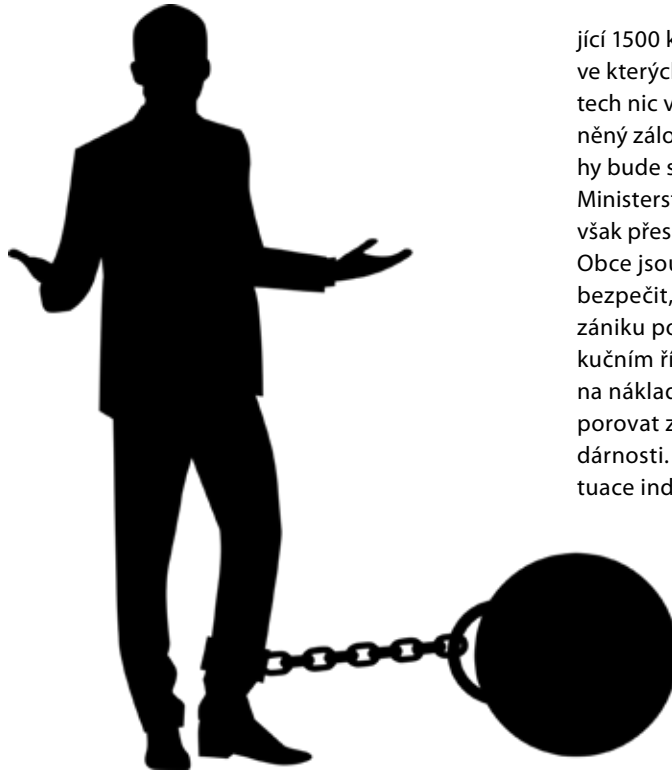 jící 1500 k
ve kterých
tech nic v
něný zálo
hy bude s
Ministerst
však přes
Obce jsou
bezpečit,
zániku po
kučním ří
na náklad
porovat z
dárnosti.
tuace ind